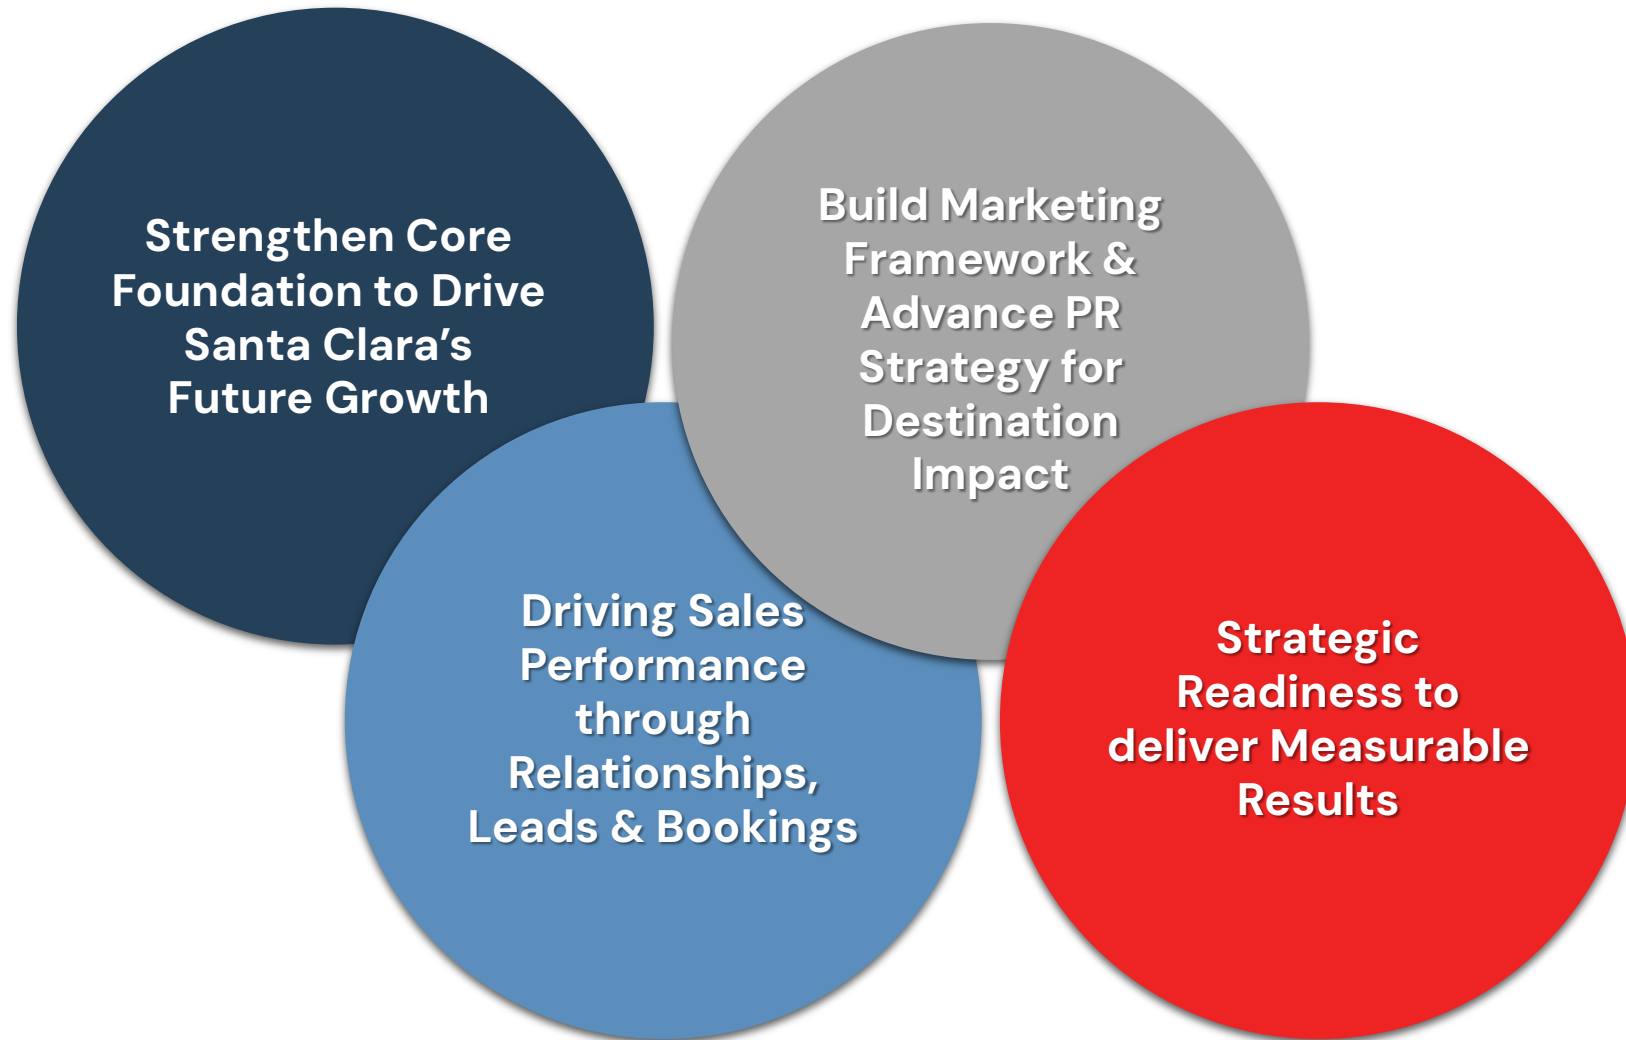 Strengthen Core
Foundation to Drive
Santa Clara’s
Future Growth
Build Marketing
Framework &
Advance PR
Strategy for
Destination
Impact
Driving Sales
Performance
through
Relationships,
Leads & Bookings
Strategic
Readiness to
deliver Measurable
Results